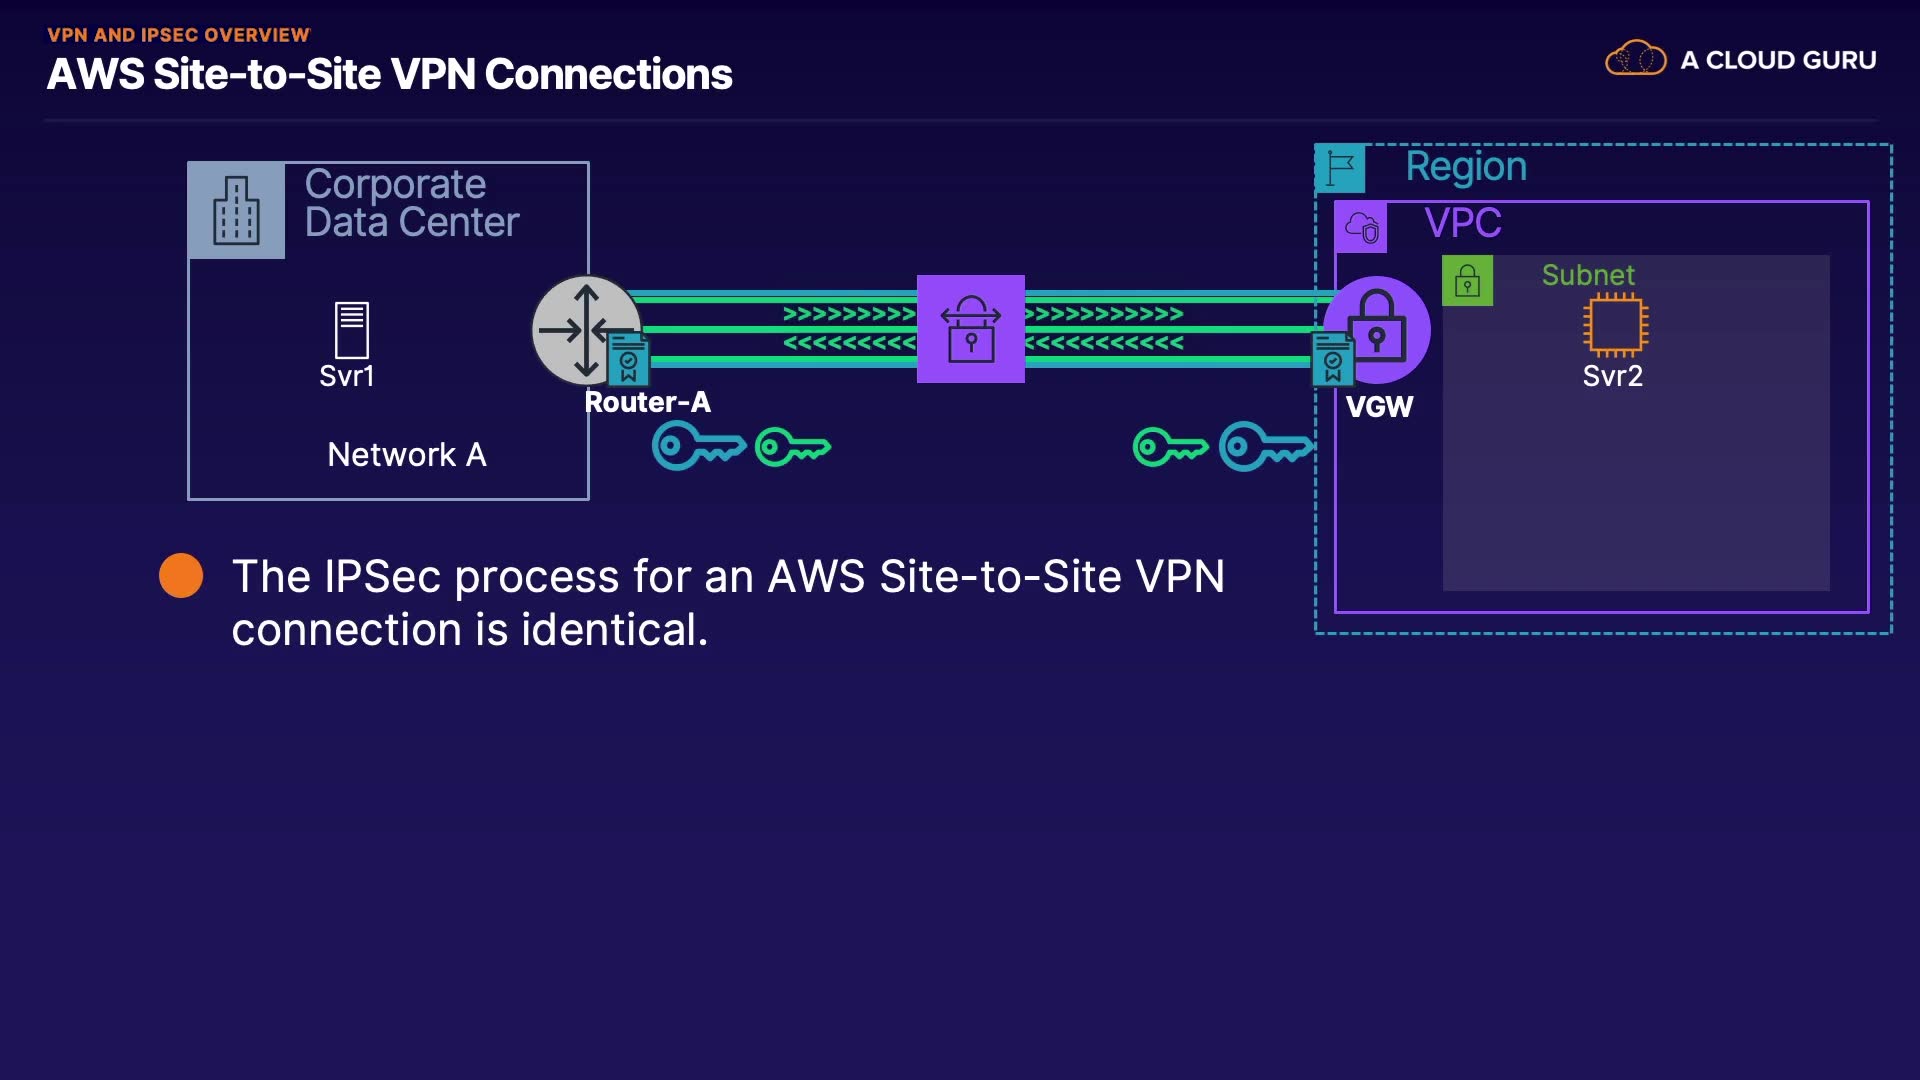 VPN AND IPSEC OVERVIEW
AWS Site-to-Site VPN Connections
A CLOUD GURU
Corporate
Data Center
Region
VPC
Subnet
>>>>>>>>> >>>>>>>>>>>
<<<<<<<<< <<<<<<<<<<<
Svr1
Svr2
Router-A
VGW
Network A
The IPSec process for an AWS Site-to-Site VPN
connection is identical.